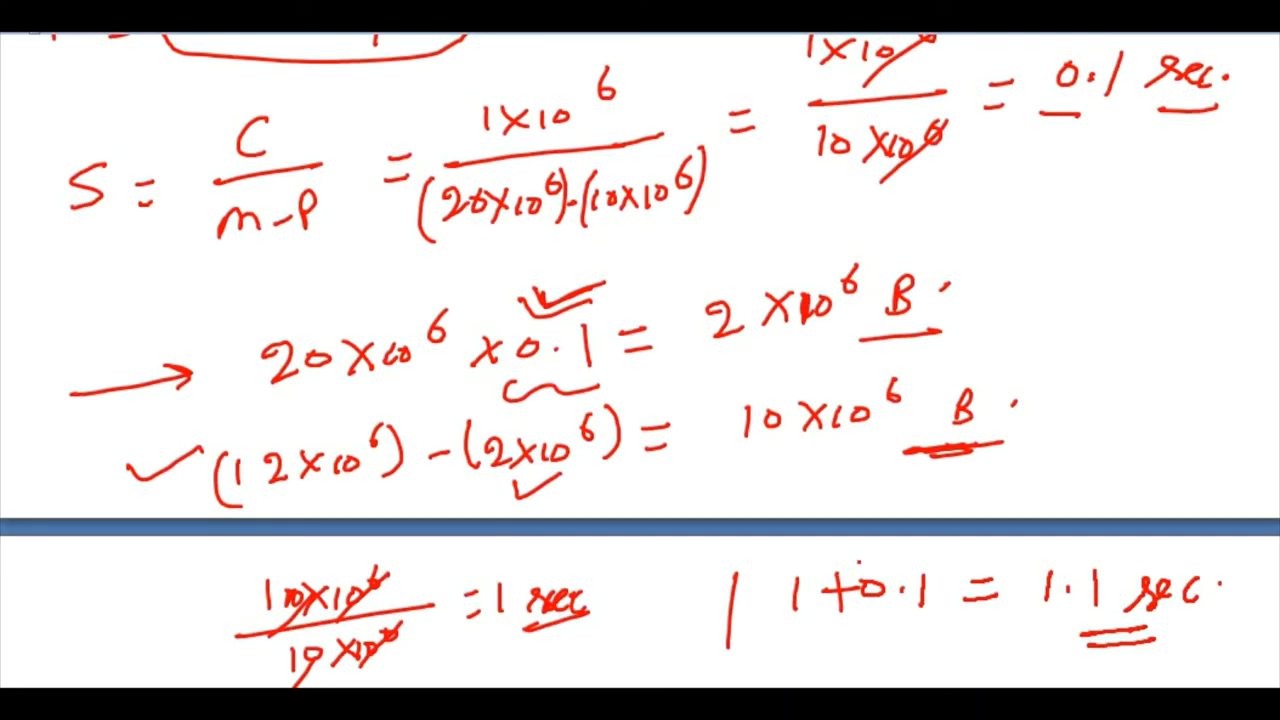 S = C / (m - P) = 1×10^6 / ((20×10^6) - (10×10^6)) = 1×10^6 / 10×10^6 = 0.1 sec.
→ 20×10^6 × 0.1 = 2×10^6 B.
✓ (12×10^6) - (2×10^6) = 10×10^6 B.
10×10^6 / 10×10^6 = 1 sec | 1+0.1 = 1.1 sec.